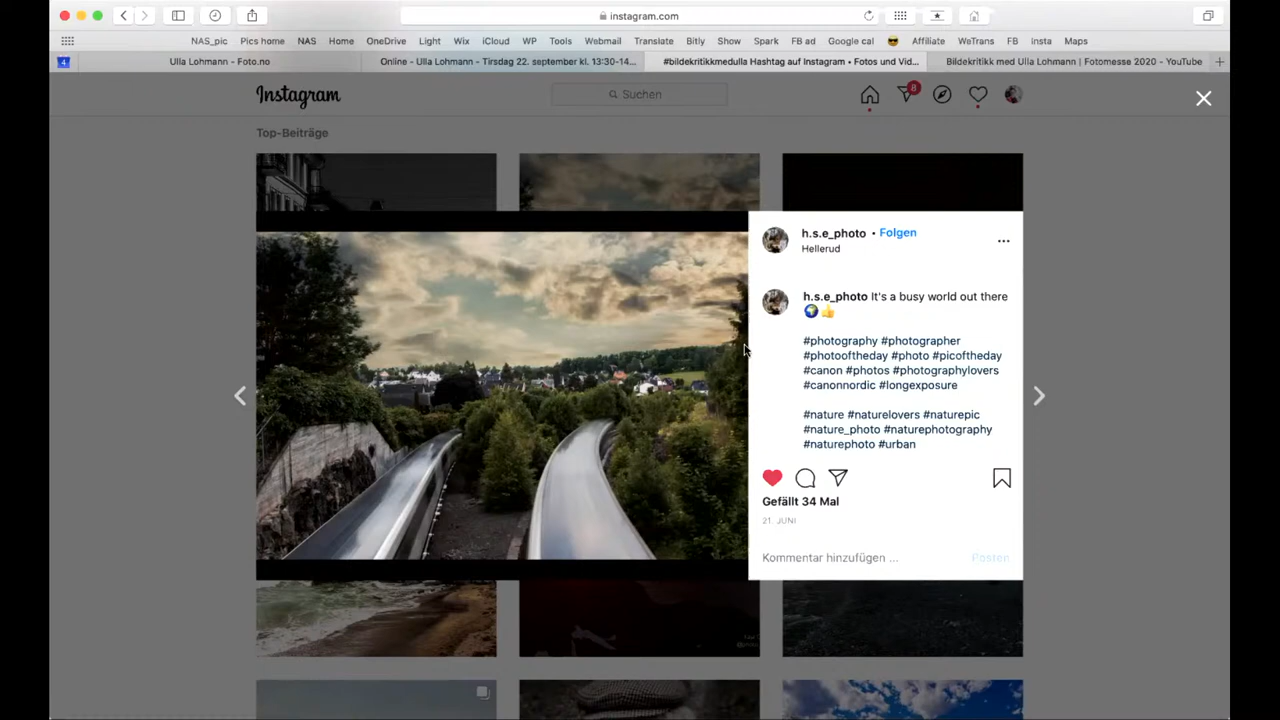 instagram.com
NAS_pic Pics home NAS Home OneDrive Light Wix iCloud WP Tools Webmail Translate Bitly Show Spark FB ad Google cal Affiliate WeTrans FB Insta Maps
4 Ulla Lohmann - Foto.no Online - Ulla Lohmann - Tirsdag 22. september kl. 13:30-14... #bildekritikkmedulla Hashtag auf Instagram • Fotos und Vid... Bildekritikk med Ulla Lohmann | Fotomesse 2020 - YouTube
Instagram Suchen 8
Top-Beiträge
h.s.e_photo • Folgen
Hellerud
h.s.e_photo It's a busy world out there
🌍👍
#photography #photographer
#photooftheday #photo #picoftheday
#canon #photos #photographylovers
#canonnordic #longexposure
#nature #naturelovers #naturepic
#nature_photo #naturephotography
#naturephoto #urban
Gefällt 34 Mal
21. JUNI
Kommentar hinzufügen ... Posten